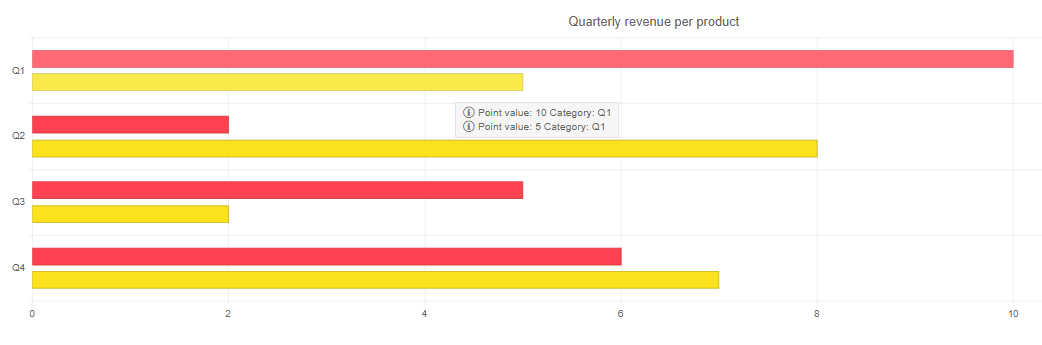 Quarterly revenue per product
Q1
Point value: 10 Category: Q1
Point value: 5 Category: Q1
Q2
Q3
Q4
0 2 4 6 8 10